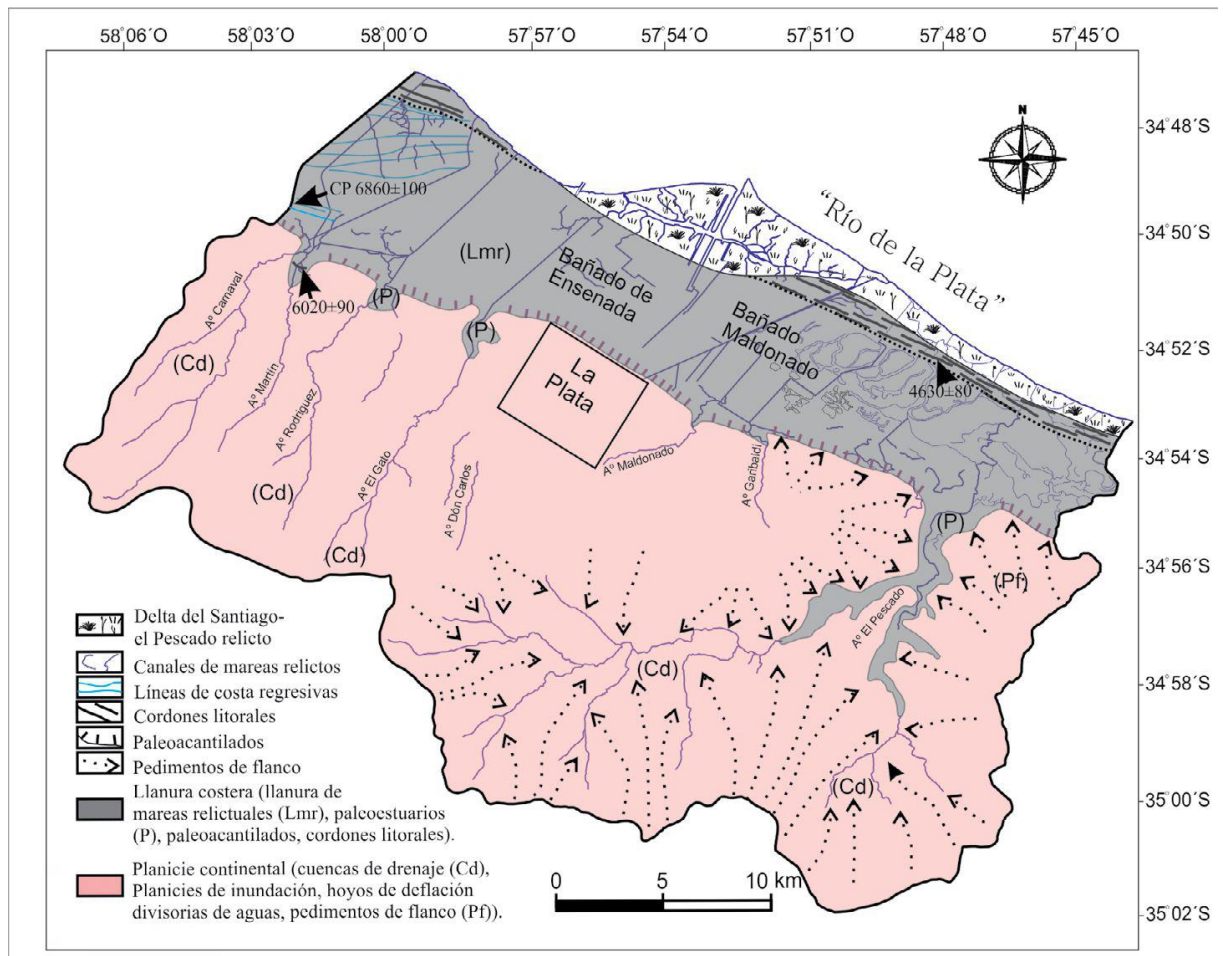 58°06'O
58°03'O
58°00'O
57°57'O
57°54'O
57°51'O
57°48'O
57°45'O
N
34°48'S
34°50'S
34°52'S
34°54'S
34°56'S
34°58'S
35°00'S
35°02'S
CP 6860±100
"Río de la Plata"
(Lmr)
Bañado de
Ensenada
Bañado
Maldonado
6020±90
(P)
(P)
4630±80
La
Plata
Aº Carnaval
(Cd)
Aº Martín
Aº Rodríguez
Aº El Gato
Aº Dón Carlos
Aº Maldonado
Aº Garibaldi
(Cd)
(Cd)
(P)
(Pf)
Aº El Pescado
(Cd)
(Cd)
Delta del Santiago-
el Pescado relicto
Canales de mareas relictos
Líneas de costa regresivas
Cordones litorales
Paleoacantilados
Pedimentos de flanco
Llanura costera (llanura de
mareas relictuales (Lmr), paleoestuarios
(P), paleoacantilados, cordones litorales).
Planicie continental (cuencas de drenaje (Cd),
Planicies de inundación, hoyos de deflación
divisorias de aguas, pedimentos de flanco (Pf)).
0 5 10 km